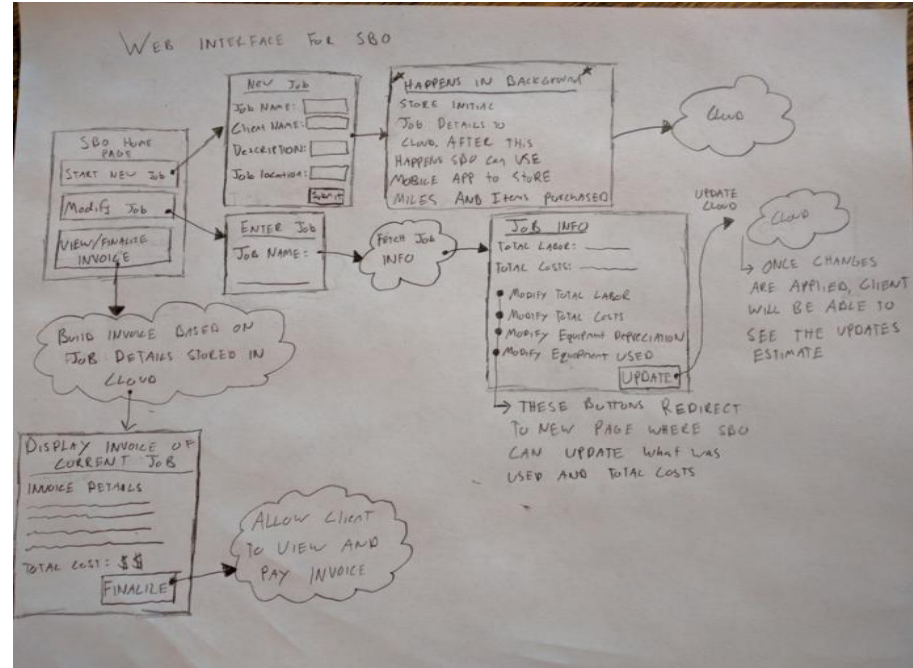 WEB INTERFACE FOR SBO
SBO HOME
PAGE
START NEW Job
Modify Job
VIEW/FINALIZE
INVOICE
NEW Job
Job NAME:
Client NAME:
DESCRIPTION:
Job location:
Submit
*HAPPENS IN BACKGROUND*
STORE INITIAL
JOB DETAILS TO
CLOUD. AFTER THIS
HAPPENS SBO CAN USE
MOBILE APP TO STORE
MILES AND ITEMS PURCHASED
Cloud
ENTER Job
JOB NAME:
FETCH JOB
INFO
JOB INFO
TOTAL LABOR:
TOTAL COSTS:
• MODIFY TOTAL LABOR
• MODIFY TOTAL COSTS
• MODIFY EQUIPMENT DEPRECIATION
• MODIFY EQUIPMENT USED
UPDATE
UPDATE
CLOUD
CLOUD
→ ONCE CHANGES
ARE APPLIED, CLIENT
WILL BE ABLE TO
SEE THE UPDATES
ESTIMATE
→ THESE BUTTONS REDIRECT
TO NEW PAGE WHERE SBO
CAN UPDATE What was
USED AND TOTAL COSTS
BUILD INVOICE BASED ON
JOB DETAILS STORED IN
CLOUD
DISPLAY INVOICE OF
CURRENT JOB
INVOICE DETAILS
TOTAL COST: $$
FINALIZE
ALLOW Client
TO VIEW AND
PAY INVOICE